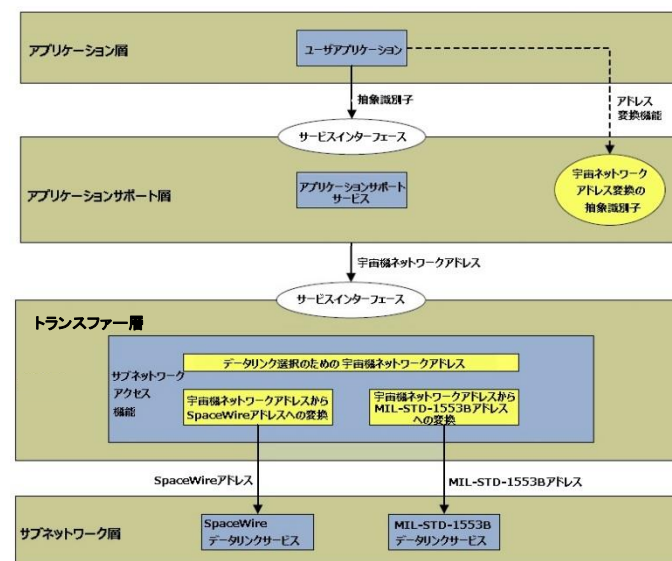 アプリケーション層
ユーザアプリケーション
抽象識別子
アドレス
変換機能
サービスインターフェース
アプリケーションサポート層
アプリケーションサポート
サービス
宇宙ネットワーク
アドレス変換の
抽象識別子
宇宙機ネットワークアドレス
サービスインターフェース
トランスファー層
データリンク選択のための 宇宙機ネットワークアドレス
サブネットワーク
アクセス
機能
宇宙機ネットワークアドレスから
SpaceWireアドレスへの変換
宇宙機ネットワークアドレスから
MIL-STD-1553Bアドレス
への変換
SpaceWireアドレス
MIL-STD-1553Bアドレス
サブネットワーク層
SpaceWire
データリンクサービス
MIL-STD-1553B
データリンクサービス